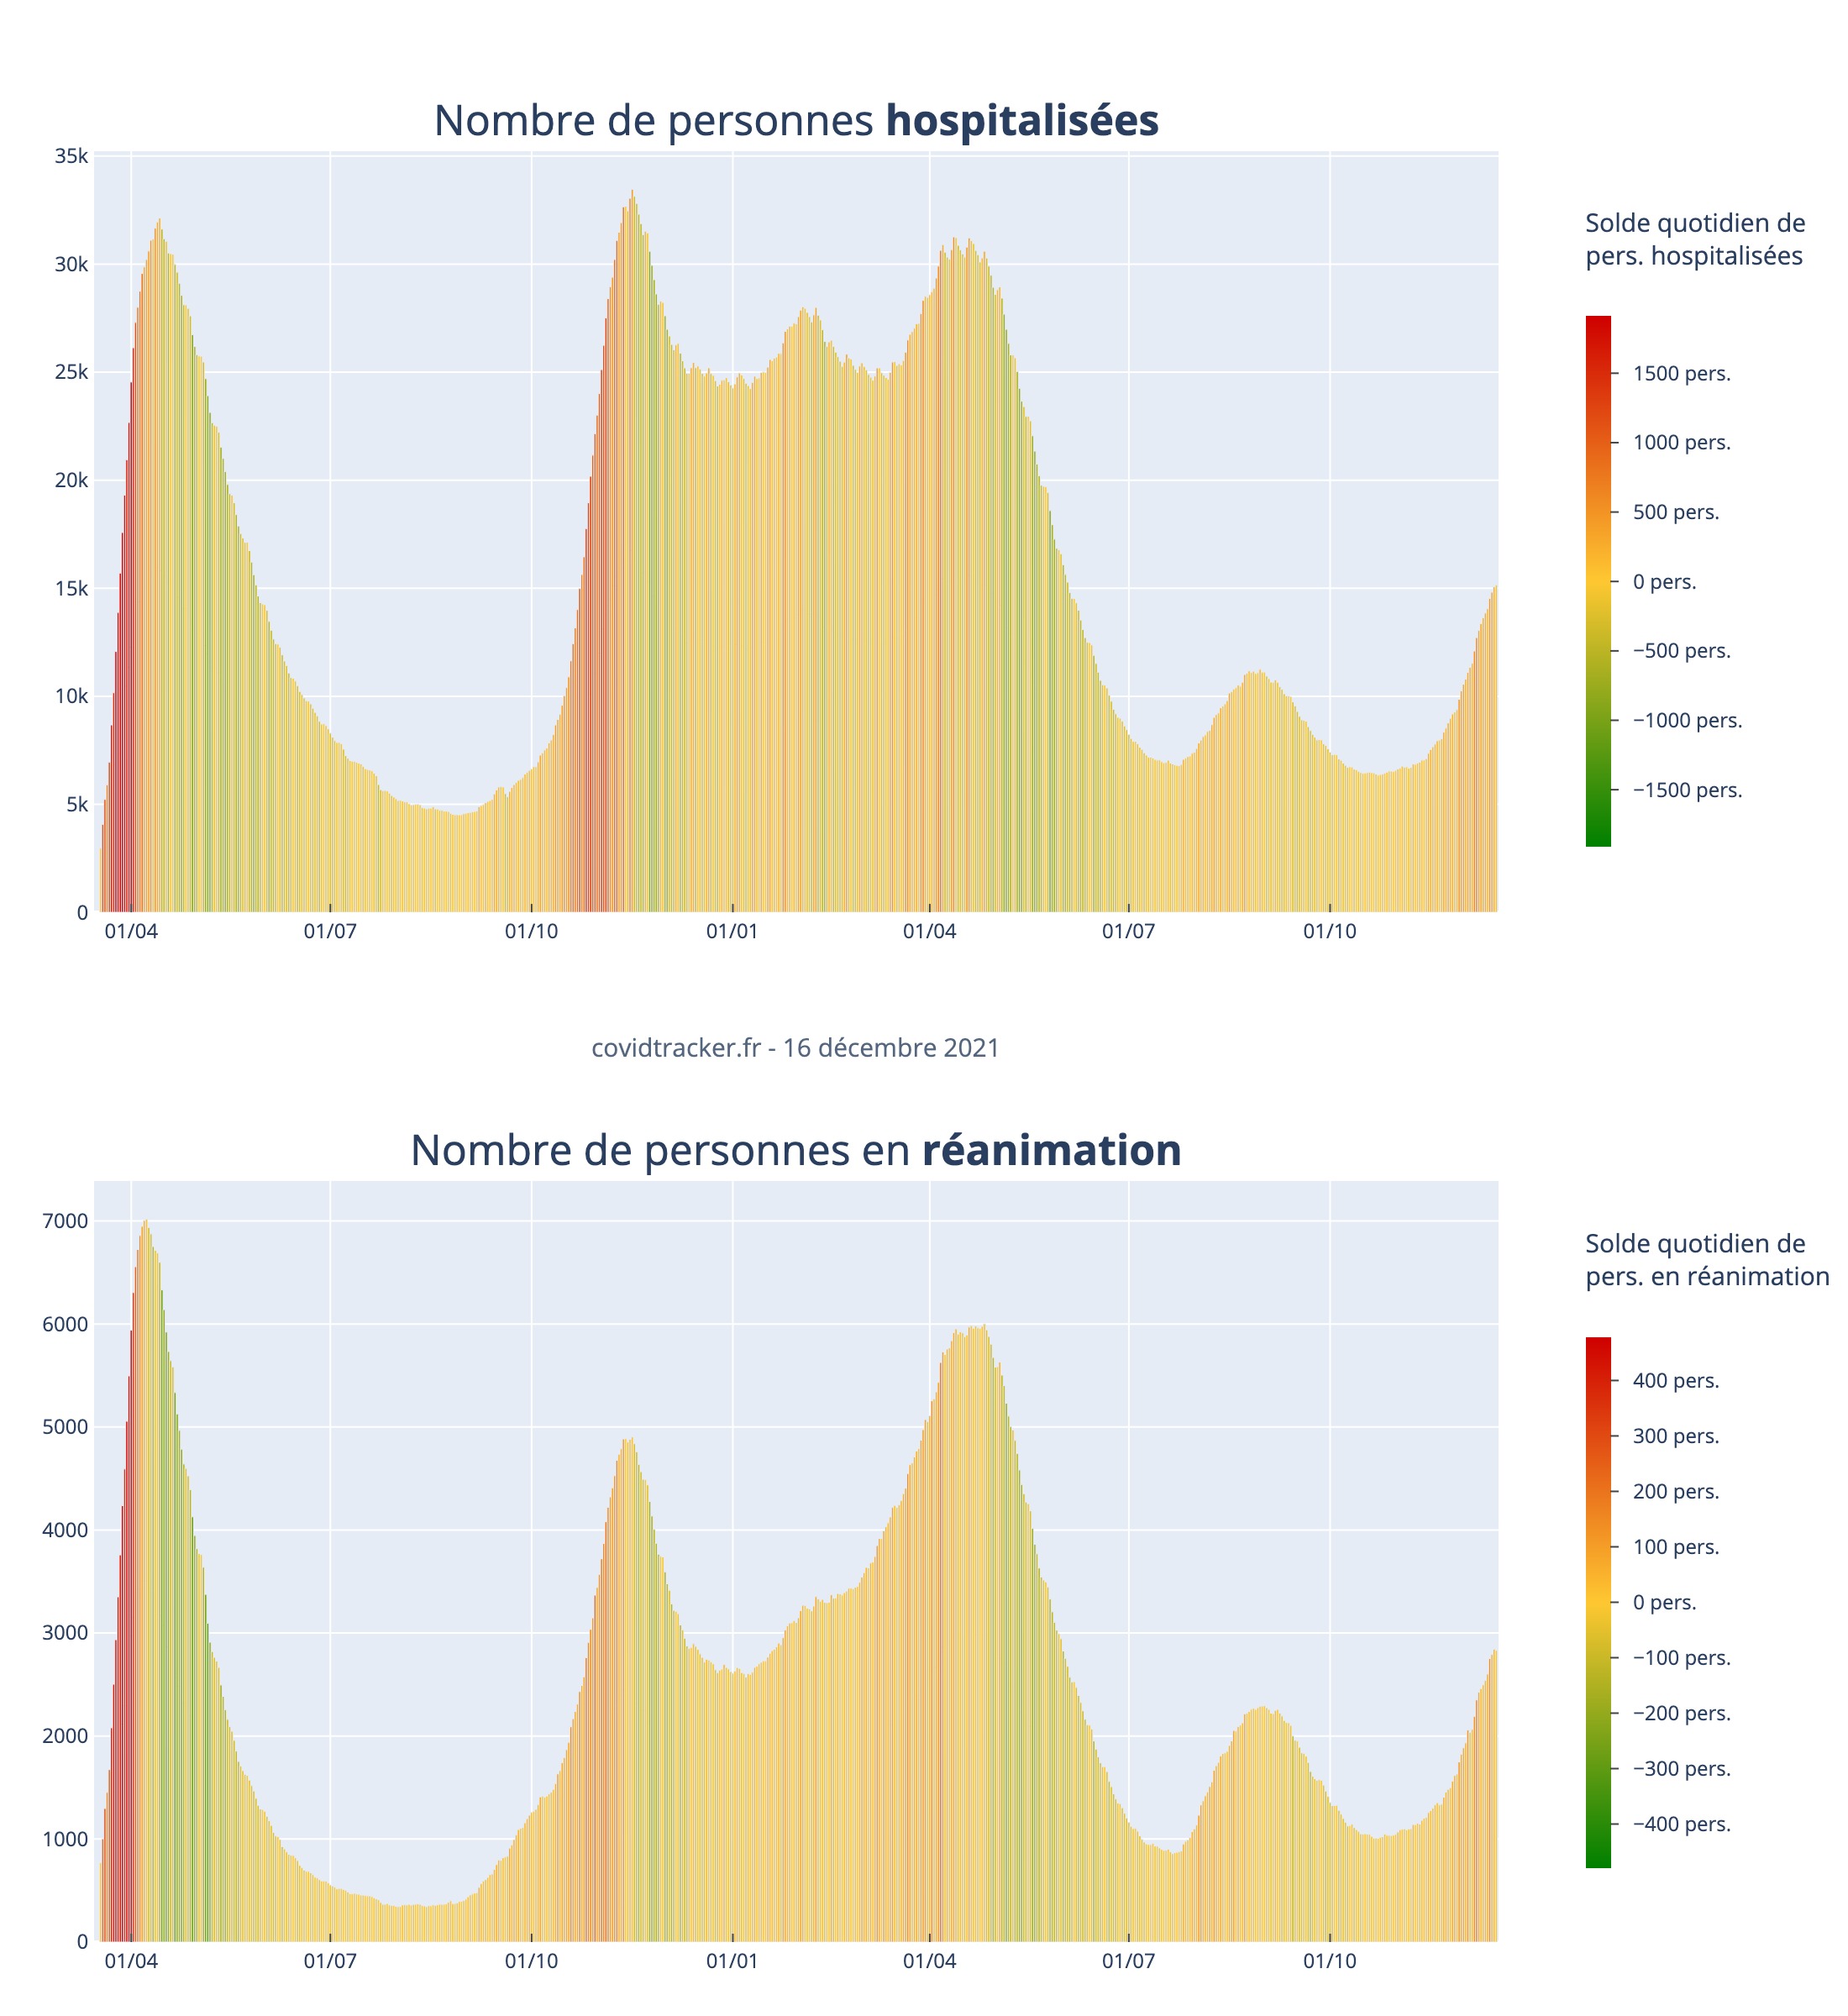 Nombre de personnes hospitalisées
35k
30k
25k
20k
15k
10k
5k
0
01/04 01/07 01/10 01/01 01/04 01/07 01/10
Solde quotidien de
pers. hospitalisées
1500 pers.
1000 pers.
500 pers.
0 pers.
−500 pers.
−1000 pers.
−1500 pers.
covidtracker.fr - 16 décembre 2021
Nombre de personnes en réanimation
7000
6000
5000
4000
3000
2000
1000
0
01/04 01/07 01/10 01/01 01/04 01/07 01/10
Solde quotidien de
pers. en réanimation
400 pers.
300 pers.
200 pers.
100 pers.
0 pers.
−100 pers.
−200 pers.
−300 pers.
−400 pers.